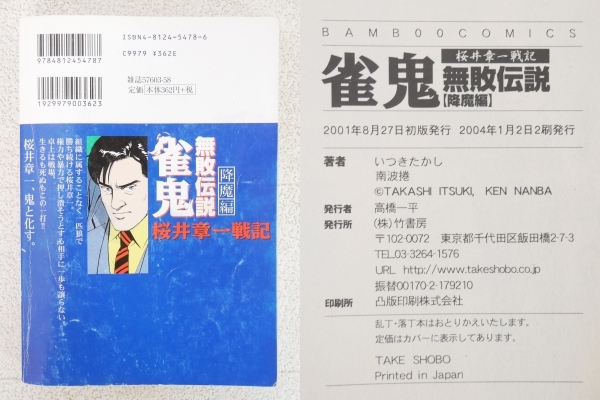 ISBN4-8124-5478-6
C9979 ¥362E
9784812454787
1929979003623
雑誌57603-58
定価 本体362円 +税
降魔編
無敗伝説
雀鬼
桜井章一戦記
組織に属することなく一匹狼で
勝ち続ける桜井章一、
権力や暴力で押し潰そうとする相手に一歩も譲らない。
卓上は戦場、
生きるも死ぬもこの一打!!
桜井章一、鬼と化す。
BAMBOO COMICS
桜井章一戦記
雀鬼 無敗伝説
【降魔編】
2001年8月27日初版発行 2004年1月2日2刷発行
著者 いつきたかし
南波捲
©TAKASHI ITSUKI, KEN NANBA
発行者 高橋一平
発行所 (株)竹書房
〒102-0072 東京都千代田区飯田橋2-7-3
TEL.03-3264-1576
URL http://www.takeshobo.co.jp
振替00170-2-179210
印刷所 凸版印刷株式会社
乱丁・落丁本はおとりかえいたします。
定価はカバーに表示してあります。
TAKE SHOBO
Printed in Japan